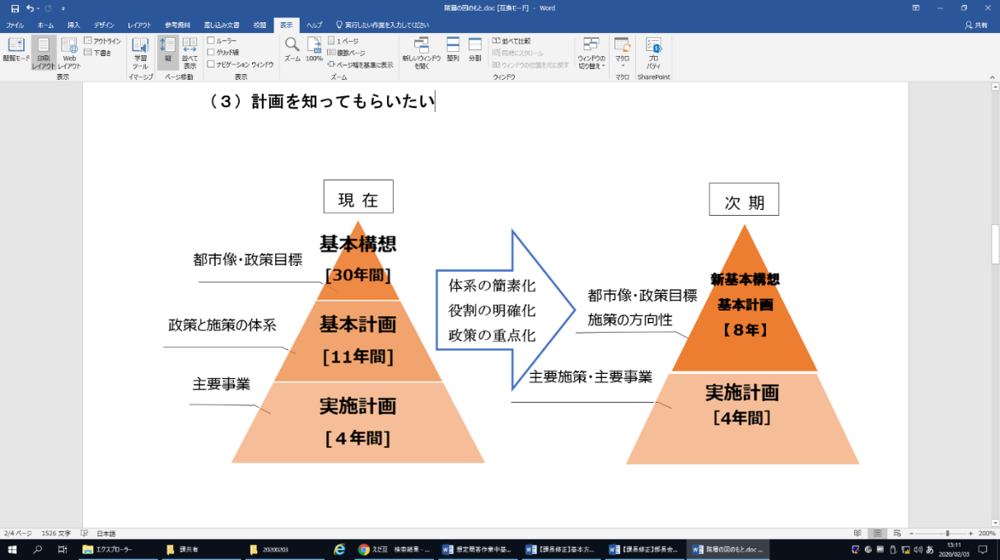 階層の図のもと.doc [互換モード] - Word
ファイル ホーム 挿入 デザイン レイアウト 参考資料 差し込み文書 校閲 表示 ヘルプ 実行したい作業を入力してください 共有
閲覧モード 印刷レイアウト Webレイアウト アウトライン 下書き
学習ツール
縦 並べて表示
ルーラー
グリッド線
ナビゲーション ウィンドウ
ズーム 100% 1 ページ
複数ページ
ページ幅を基準に表示
新しいウィンドウを開く 整列 分割
並べて比較
同時にスクロール
ウィンドウの位置を元に戻す
ウィンドウの切り替え マクロ プロパティ
表示 イマーシブ ページ移動 表示 ズーム ウィンドウ マクロ SharePoint
（３）計画を知ってもらいたい
現 在
基本構想
[30年間]
都市像・政策目標
基本計画
[11年間]
政策と施策の体系
実施計画
[４年間]
主要事業
体系の簡素化
役割の明確化
政策の重点化
次 期
新基本構想
基本計画
【８年】
都市像・政策目標
施策の方向性
実施計画
[4年間]
主要施策・主要事業
2/4 ページ 1526 文字 日本語 200%
エクスプローラー 課共有 20200203 えだ豆 検索結果 - ... 想定問答作業中基... 【課長修正】基本方... 【課長修正】部長会... 階層の図のもと.doc ...
あ 13:11
2020/02/03